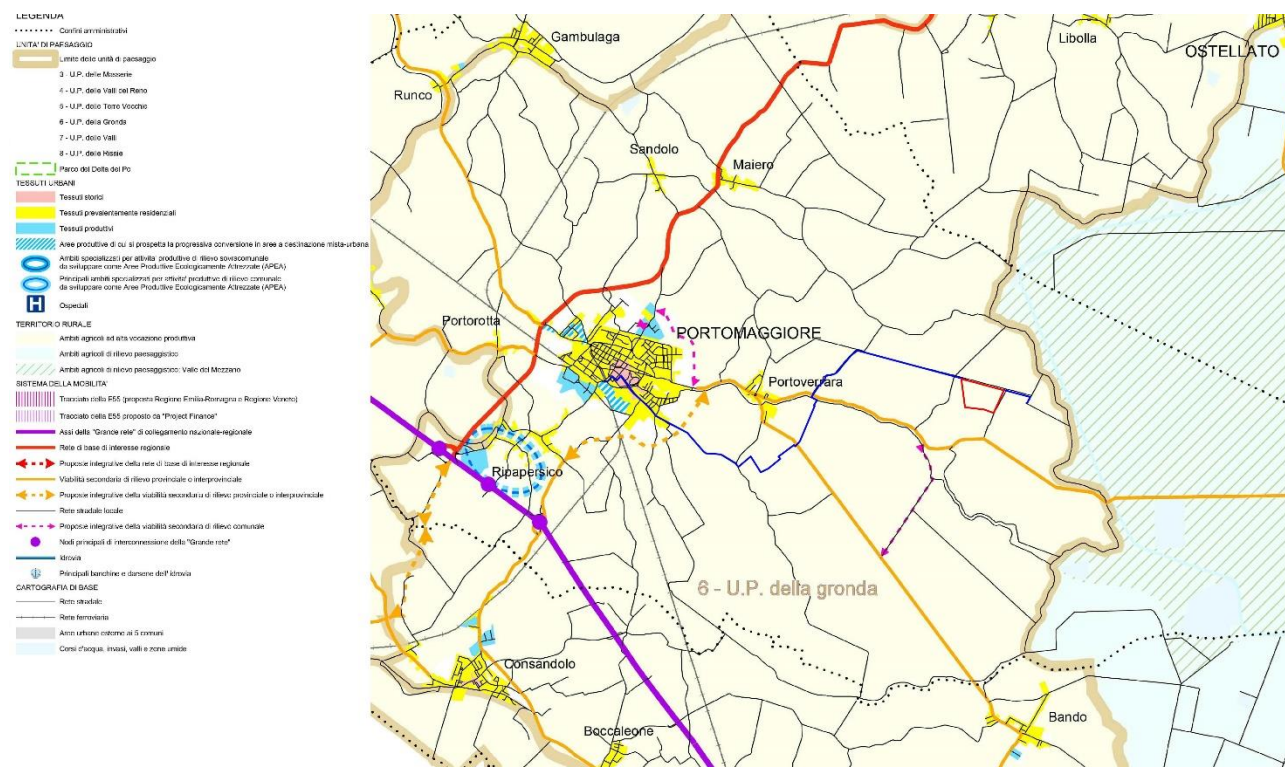 LEGENDA
Confini amministrativi
UNITA' DI PAESAGGIO
Limite delle unità di paesaggio
3 - U.P. delle Masserie
4 - U.P. delle Valli del Reno
5 - U.P. delle Terre Vecchie
6 - U.P. della Gronda
7 - U.P. delle Valli
8 - U.P. delle Risaie
Parco del Delta del Po
TESSUTI URBANI
Tessuti storici
Tessuti prevalentemente residenziali
Tessuti produttivi
Aree produttive di cui si prospetta la progressiva conversione in aree a destinazione mista-urbana
Ambiti specializzati per attivita' produttive di rilievo sovracomunale
da sviluppare come Aree Produttive Ecologicamente Attrezzate (APEA)
Principali ambiti specializzati per attivita' produttive di rilievo comunale
da sviluppare come Aree Produttive Ecologicamente Attrezzate (APEA)
H
Ospedali
TERRITORIO RURALE
Ambiti agricoli ad alta vocazione produttiva
Ambiti agricoli di rilievo paesaggistico
Ambiti agricoli di rilievo paesaggistico: Valle del Mezzano
SISTEMA DELLA MOBILITA'
Tracciato della E55 (proposta Regione Emilia-Romagna e Regione Veneto)
Tracciato della E55 proposto da "Project Finance"
Assi della "Grande rete" di collegamento nazionale-regionale
Rete di base di interesse regionale
Proposte integrative della rete di base di interesse regionale
Viabilità secondaria di rilievo provinciale o interprovinciale
Proposte integrative della viabilità secondaria di rilievo provinciale o interprovinciale
Rete stradale locale
Proposte integrative della viabilità secondaria di rilievo comunale
Nodi principali di interconnessione della "Grande rete"
Idrovia
Principali banchine e darsene dell'idrovia
CARTOGRAFIA DI BASE
Rete stradale
Rete ferroviaria
Aree urbane esterne ai 5 comuni
Corsi d'acqua, invasi, valli e zone umide
Gambulaga
Libolla
OSTELLATO
Runco
Sandolo
Maiero
Portorotta
PORTOMAGGIORE
Portoverrara
Ripapersico
6 - U.P. della gronda
Consandolo
Bando
Boccaleone